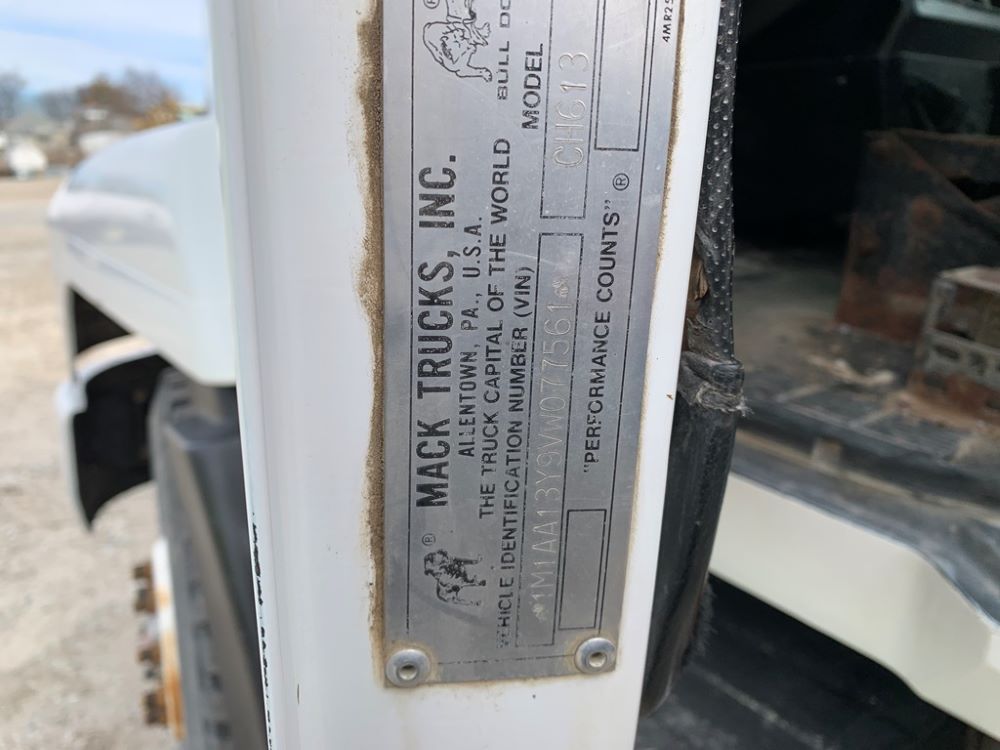 ® MACK TRUCKS, INC. ®
ALLENTOWN, PA., U.S.A.
THE TRUCK CAPITAL OF THE WORLD BULL
VEHICLE IDENTIFICATION NUMBER (VIN) MODEL
*1M1AA13Y9VW077561* CH613
"PERFORMANCE COUNTS" ®